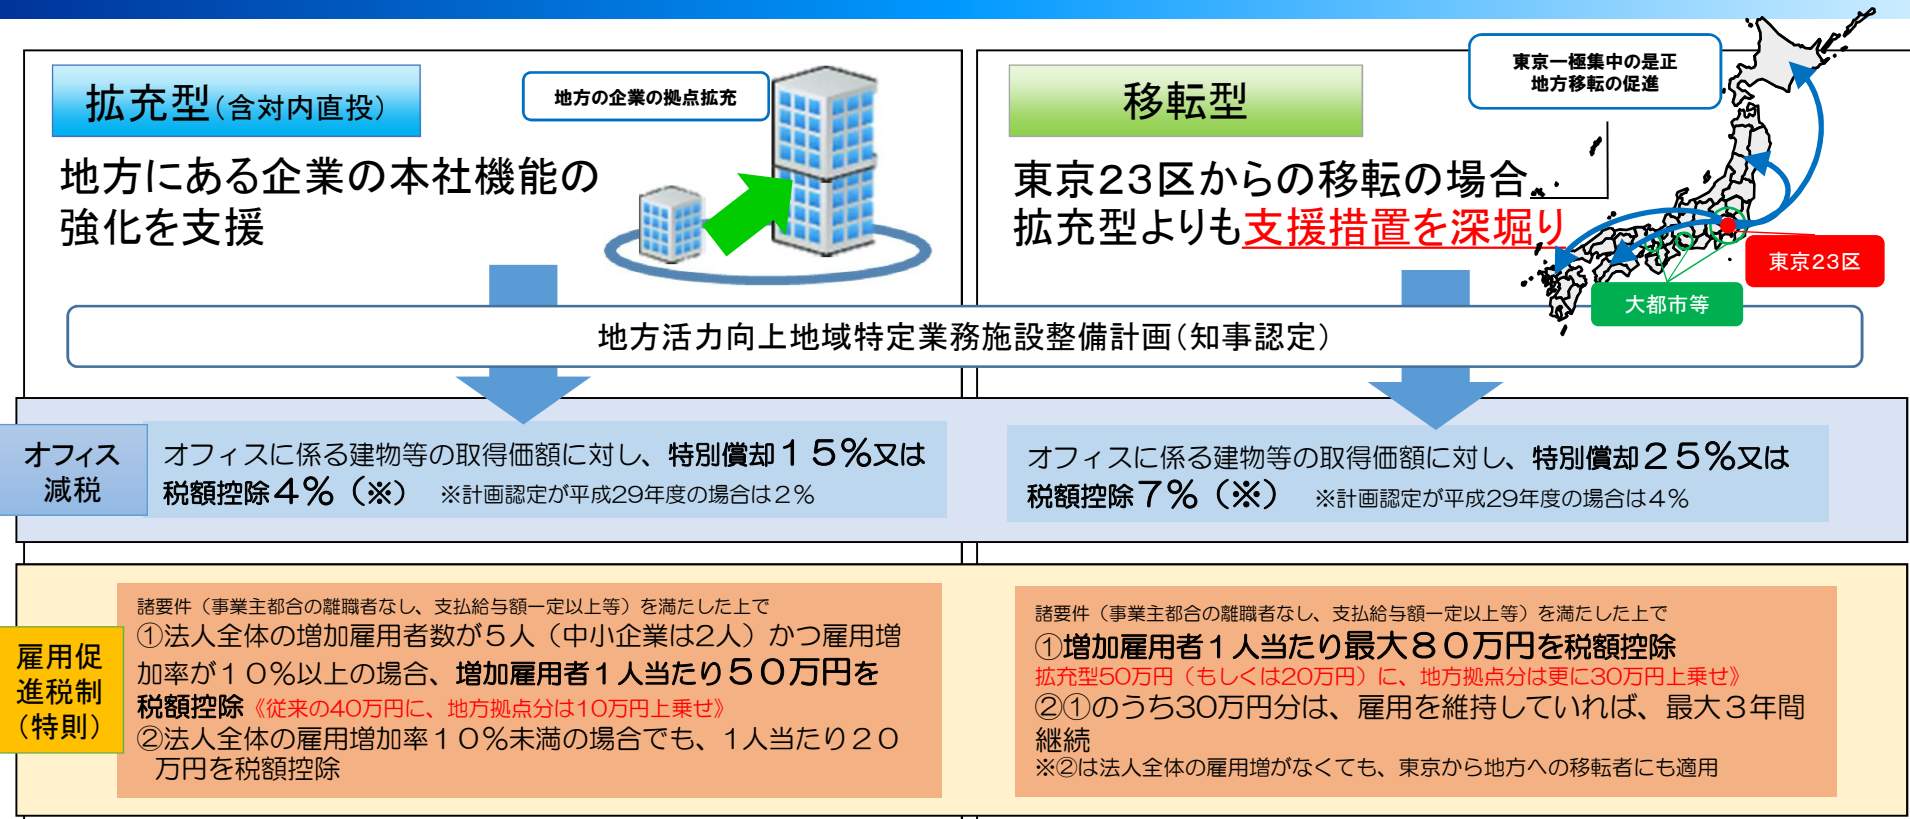 拡充型(含対内直投)
地方の企業の拠点拡充
地方にある企業の本社機能の
強化を支援
移転型
東京一極集中の是正
地方移転の促進
東京23区からの移転の場合、
拡充型よりも支援措置を深堀り
東京23区
大都市等
地方活力向上地域特定業務施設整備計画(知事認定)
オフィス
減税
オフィスに係る建物等の取得価額に対し、特別償却15%又は
税額控除4%(※) ※計画認定が平成29年度の場合は2%
オフィスに係る建物等の取得価額に対し、特別償却25%又は
税額控除7%(※) ※計画認定が平成29年度の場合は4%
雇用促
進税制
(特則)
諸要件(事業主都合の離職者なし、支払給与額一定以上等)を満たした上で
①法人全体の増加雇用者数が5人(中小企業は2人)かつ雇用増
加率が10%以上の場合、増加雇用者1人当たり50万円を
税額控除《従来の40万円に、地方拠点分は10万円上乗せ》
②法人全体の雇用増加率10%未満の場合でも、1人当たり20
万円を税額控除
諸要件(事業主都合の離職者なし、支払給与額一定以上等)を満たした上で
①増加雇用者1人当たり最大80万円を税額控除
拡充型50万円(もしくは20万円)に、地方拠点分は更に30万円上乗せ》
②①のうち30万円分は、雇用を維持していれば、最大3年間
継続
※②は法人全体の雇用増がなくても、東京から地方への移転者にも適用